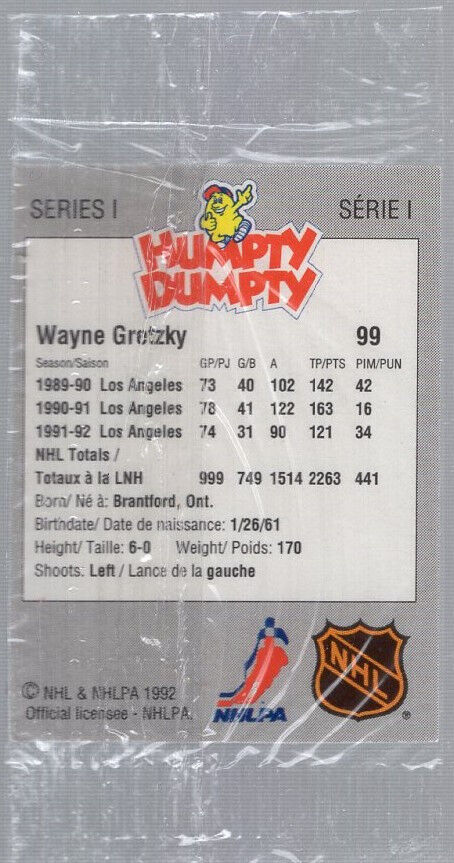 SERIES I
SÉRIE I
HUMPTY
DUMPTY
Wayne Gretzky 99
Season/Saison GP/PJ G/B A TP/PTS PIM/PUN
1989-90 Los Angeles 73 40 102 142 42
1990-91 Los Angeles 78 41 122 163 16
1991-92 Los Angeles 74 31 90 121 34
NHL Totals /
Totaux à la LNH 999 749 1514 2263 441
Born/ Né à: Brantford, Ont.
Birthdate/ Date de naissance: 1/26/61
Height/ Taille: 6-0 Weight/ Poids: 170
Shoots: Left / Lance de la gauche
© NHL & NHLPA 1992
Official licensee - NHLPA.
NHLPA
NHL
®